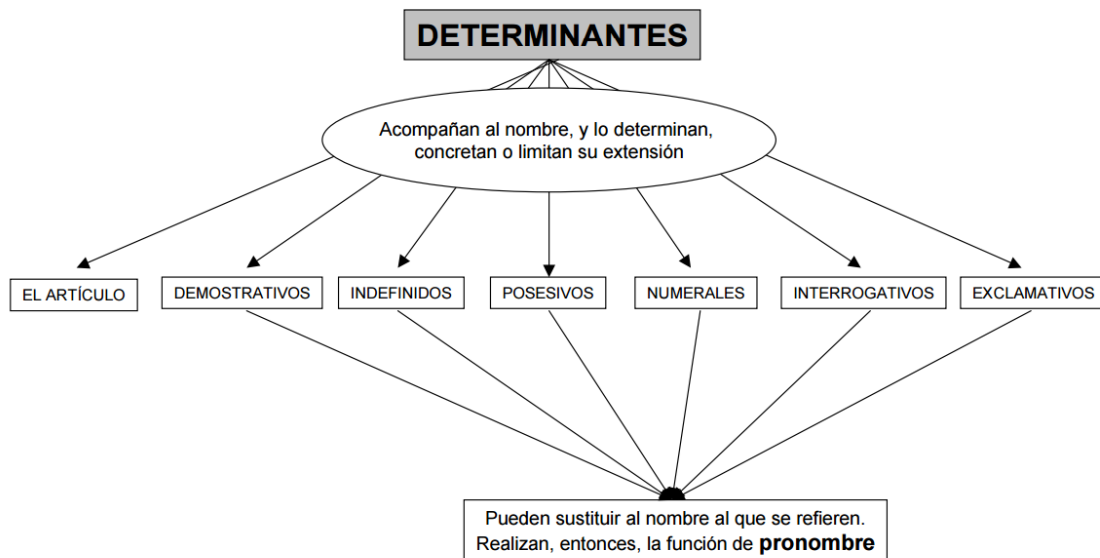 DETERMINANTES
Acompañan al nombre, y lo determinan,
concretan o limitan su extensión
EL ARTÍCULO
DEMOSTRATIVOS
INDEFINIDOS
POSESIVOS
NUMERALES
INTERROGATIVOS
EXCLAMATIVOS
Pueden sustituir al nombre al que se refieren.
Realizan, entonces, la función de pronombre